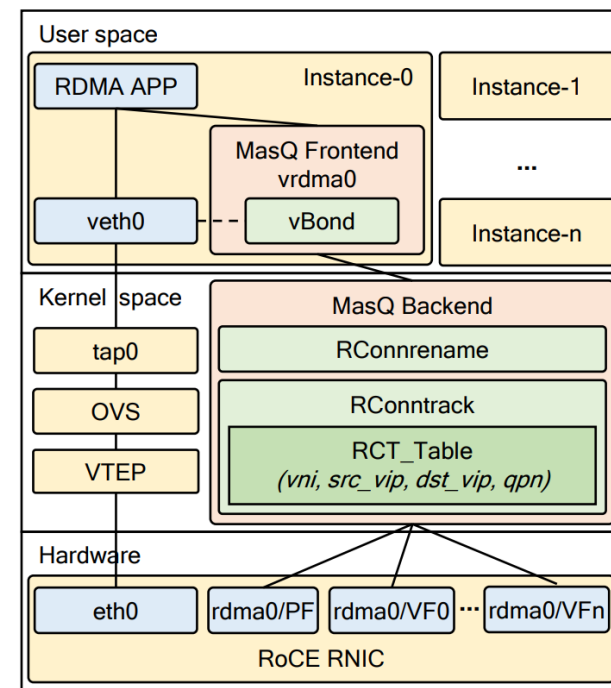 User space
Instance-0
RDMA APP
Instance-1
MasQ Frontend
vrdma0
...
veth0
vBond
Instance-n
Kernel space
MasQ Backend
tap0
RConnrename
OVS
RConntrack
VTEP
RCT_Table
(vni, src_vip, dst_vip, qpn)
Hardware
eth0
rdma0/PF
rdma0/VF0
...
rdma0/VFn
RoCE RNIC